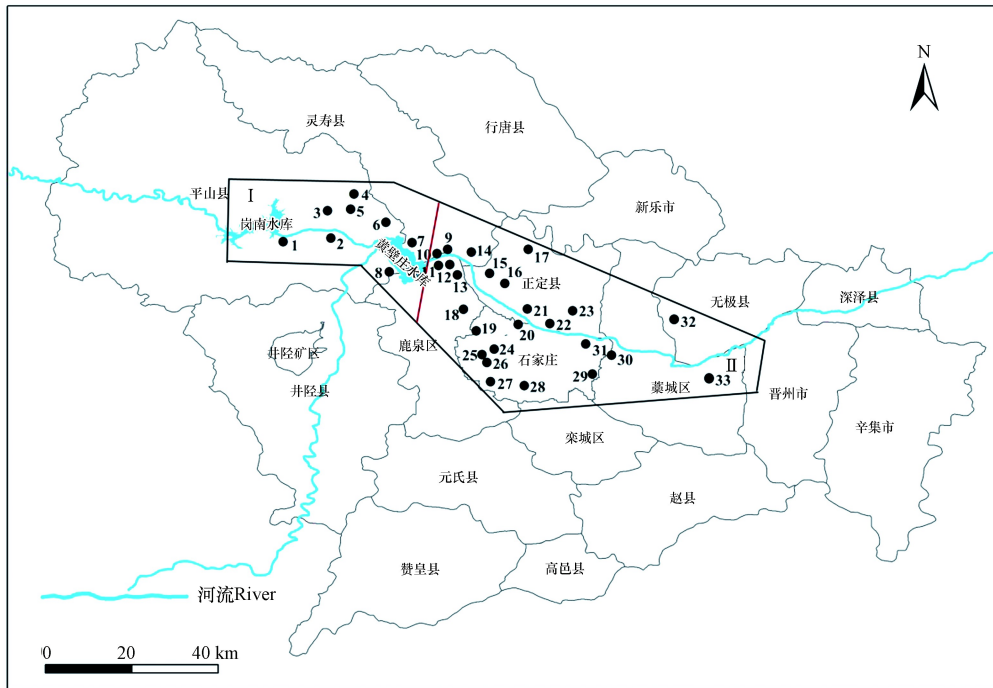 N
灵寿县
行唐县
平山县
I
4
3
5
新乐市
岗南水库
6
1
2
7
9
10
14
17
黄壁庄水库
8
11
12
13
15
16
正定县
无极县
深泽县
18
21
22
23
32
19
20
鹿泉区
井陉矿区
24
25
26
石家庄
31
30
II
井陉县
27
28
29
藁城区
33
晋州市
辛集市
栾城区
元氏县
赵县
赞皇县
高邑县
河流River
0
20
40 km